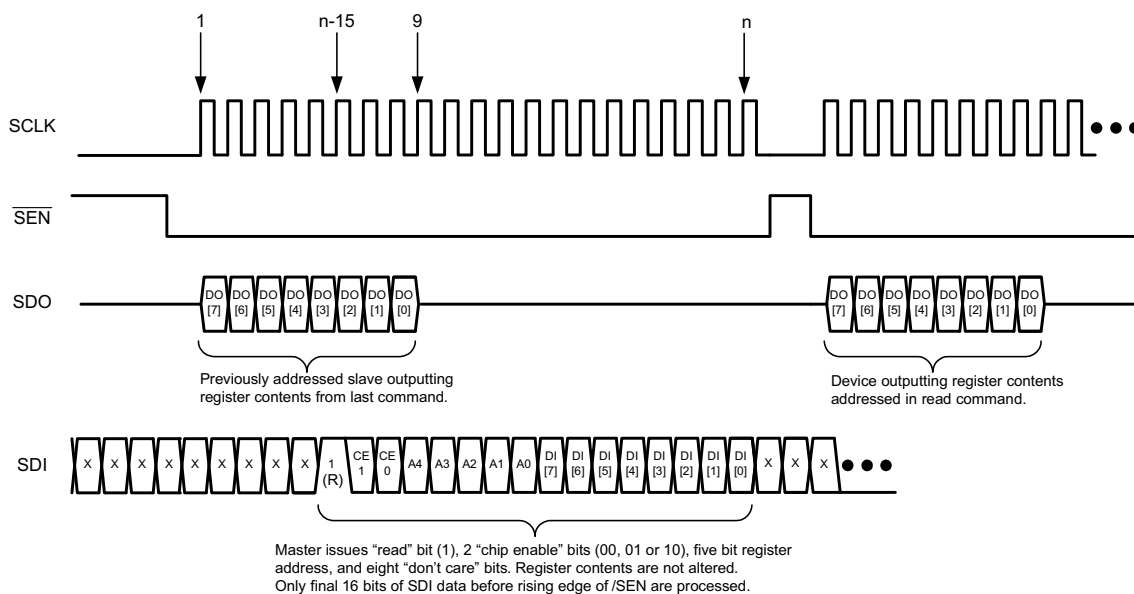 1 n-15 9 n
SCLK
SEN
SDO DO [7] DO [6] DO [5] DO [4] DO [3] DO [2] DO [1] DO [0] DO [7] DO [6] DO [5] DO [4] DO [3] DO [2] DO [1] DO [0]
Previously addressed slave outputting
register contents from last command.
Device outputting register contents
addressed in read command.
SDI X X X X X X X X X 1 (R) CE 1 CE 0 A4 A3 A2 A1 A0 DI [7] DI [6] DI [5] DI [4] DI [3] DI [2] DI [1] DI [0] X X X
Master issues “read” bit (1), 2 “chip enable” bits (00, 01 or 10), five bit register
address, and eight “don’t care” bits. Register contents are not altered.
Only final 16 bits of SDI data before rising edge of /SEN are processed.